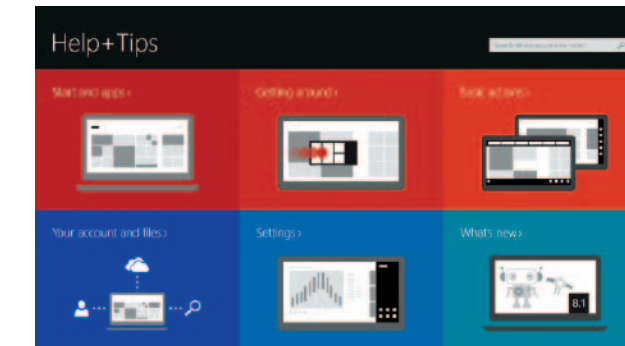 Help+Tips
Start and apps ›
Getting around ›
Basic actions ›
Your account and files ›
Settings ›
What's new ›
8.1